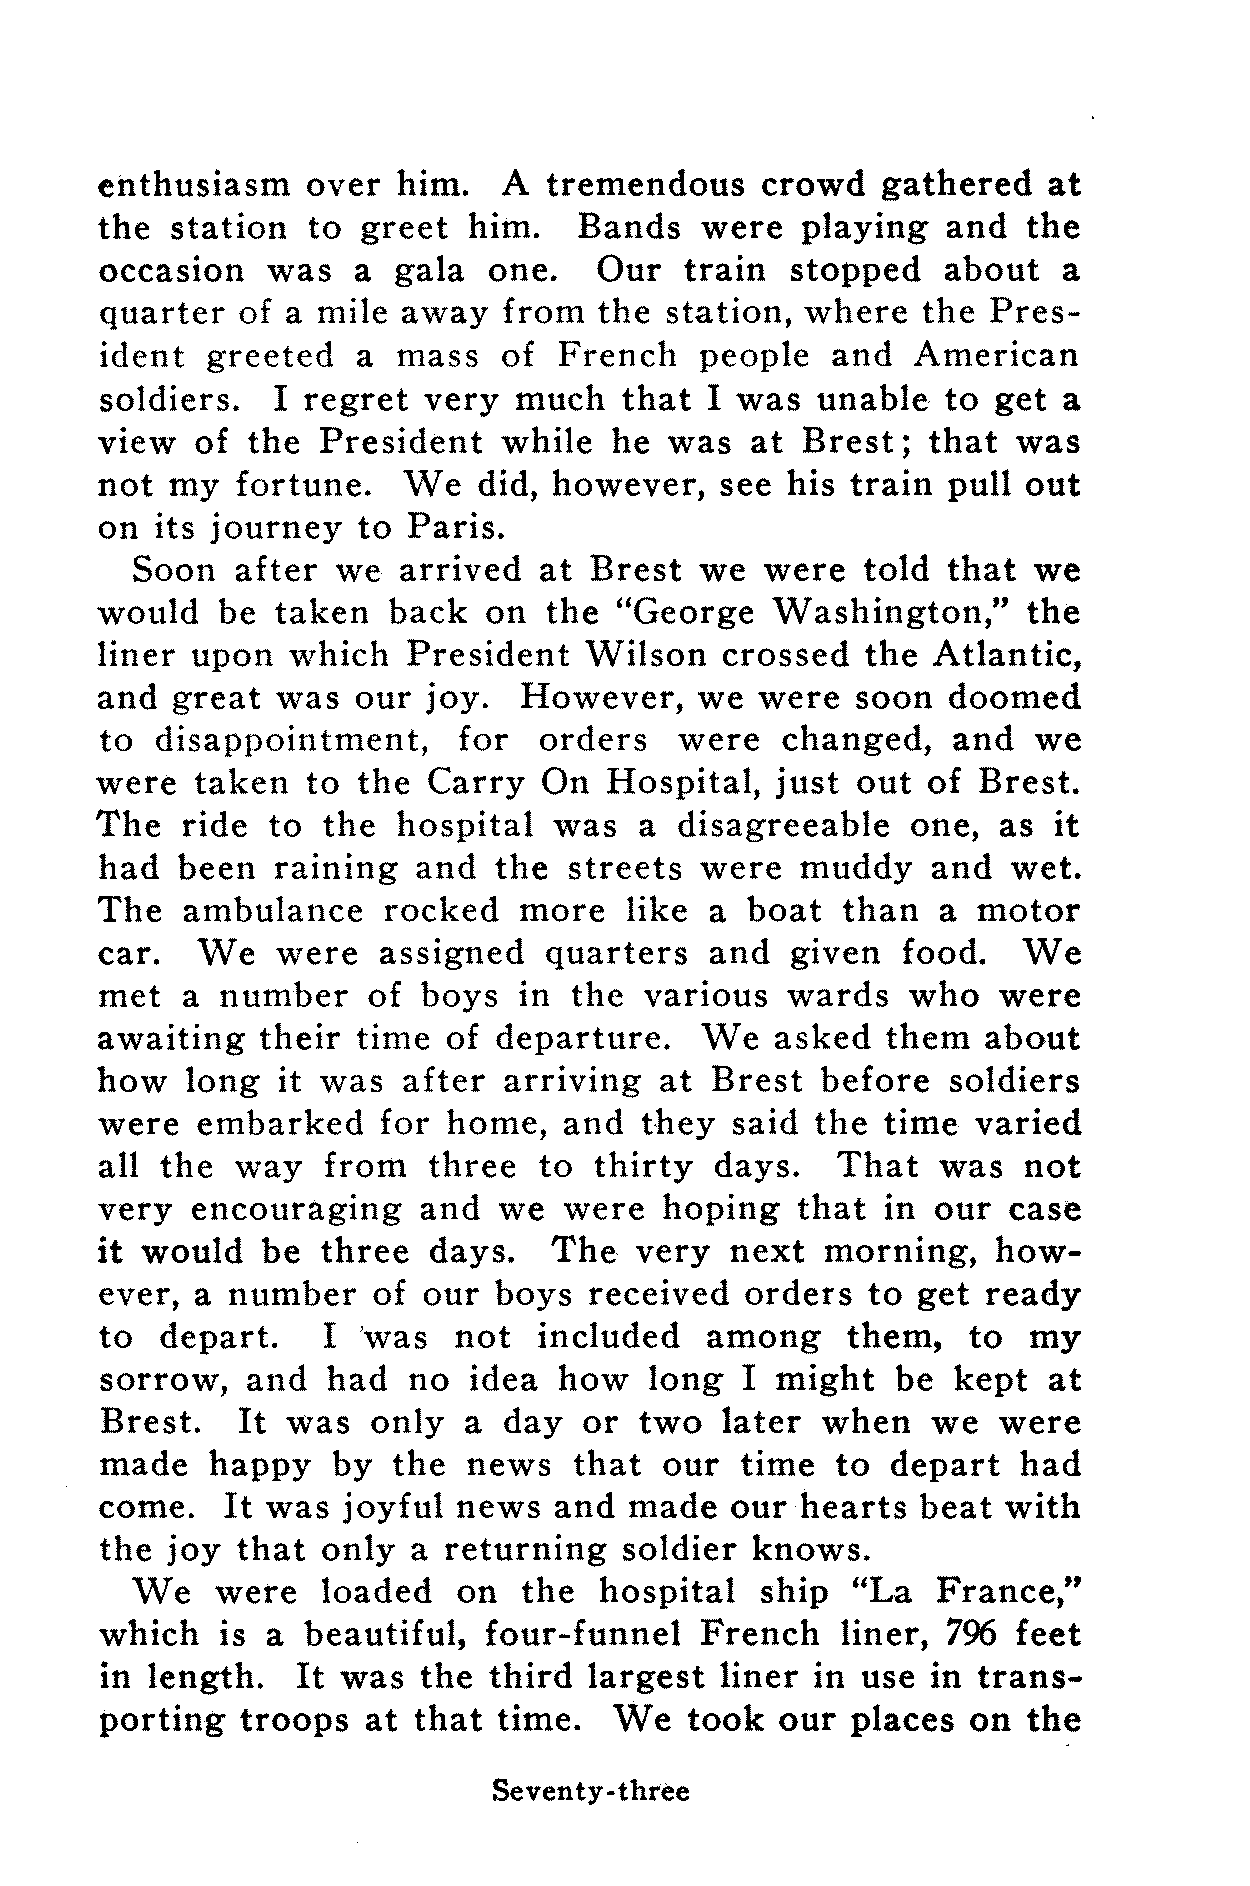 enthusiasm over him. A tremendous crowd gathered at
the station to greet him. Bands were playing and the
occasion was a gala one. Our train stopped about a
quarter of a mile away from the station, where the Pres-
ident greeted a mass of French people and American
soldiers. I regret very much that I was unable to get a
view of the President while he was at Brest; that was
not my fortune. We did, however, see his train pull out
on its journey to Paris.
Soon after we arrived at Brest we were told that we
would be taken back on the “George Washington,” the
liner upon which President Wilson crossed the Atlantic,
and great was our joy. However, we were soon doomed
to disappointment, for orders were changed, and we
were taken to the Carry On Hospital, just out of Brest.
The ride to the hospital was a disagreeable one, as it
had been raining and the streets were muddy and wet.
The ambulance rocked more like a boat than a motor
car. We were assigned quarters and given food. We
met a number of boys in the various wards who were
awaiting their time of departure. We asked them about
how long it was after arriving at Brest before soldiers
were embarked for home, and they said the time varied
all the way from three to thirty days. That was not
very encouraging and we were hoping that in our case
it would be three days. The very next morning, how-
ever, a number of our boys received orders to get ready
to depart. I was not included among them, to my
sorrow, and had no idea how long I might be kept at
Brest. It was only a day or two later when we were
made happy by the news that our time to depart had
come. It was joyful news and made our hearts beat with
the joy that only a returning soldier knows.
We were loaded on the hospital ship “La France,”
which is a beautiful, four-funnel French liner, 796 feet
in length. It was the third largest liner in use in trans-
porting troops at that time. We took our places on the
Seventy-three